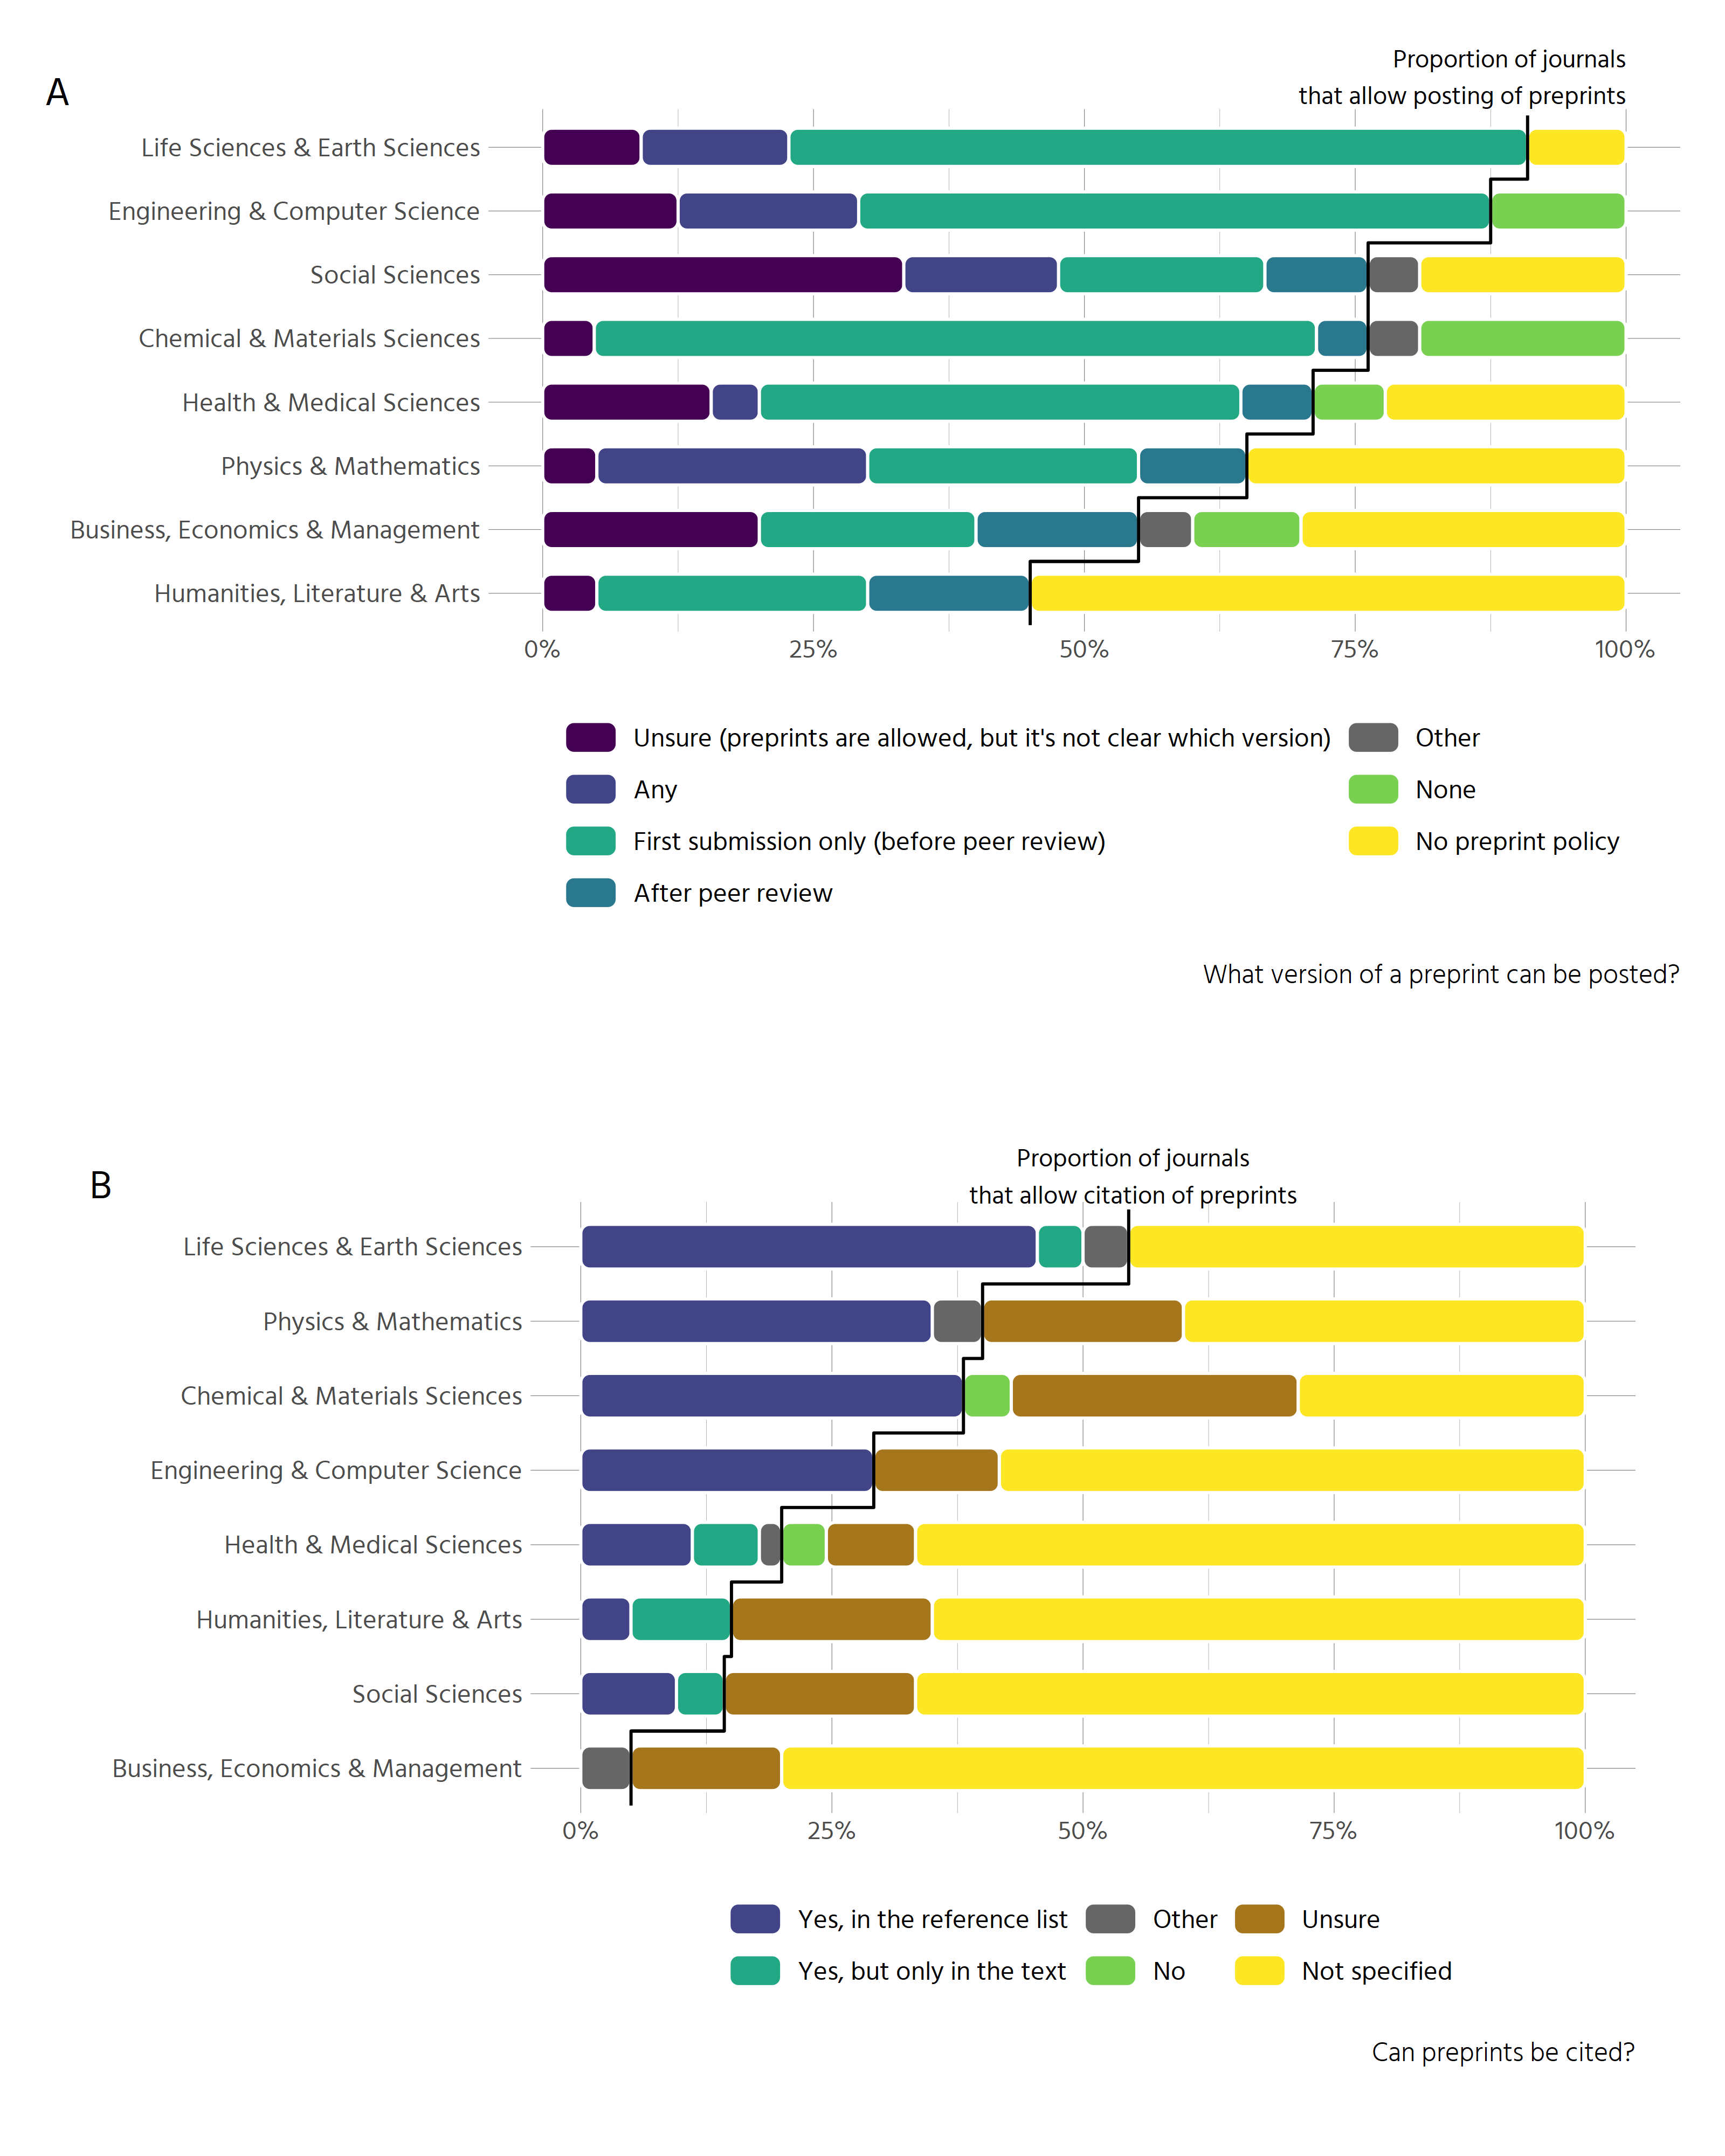 A
Proportion of journals
that allow posting of preprints
Life Sciences & Earth Sciences
Engineering & Computer Science
Social Sciences
Chemical & Materials Sciences
Health & Medical Sciences
Physics & Mathematics
Business, Economics & Management
Humanities, Literature & Arts
0% 25% 50% 75% 100%
Unsure (preprints are allowed, but it's not clear which version) Other
Any None
First submission only (before peer review) No preprint policy
After peer review
What version of a preprint can be posted?
B
Proportion of journals
that allow citation of preprints
Life Sciences & Earth Sciences
Physics & Mathematics
Chemical & Materials Sciences
Engineering & Computer Science
Health & Medical Sciences
Humanities, Literature & Arts
Social Sciences
Business, Economics & Management
0% 25% 50% 75% 100%
Yes, in the reference list Other Unsure
Yes, but only in the text No Not specified
Can preprints be cited?